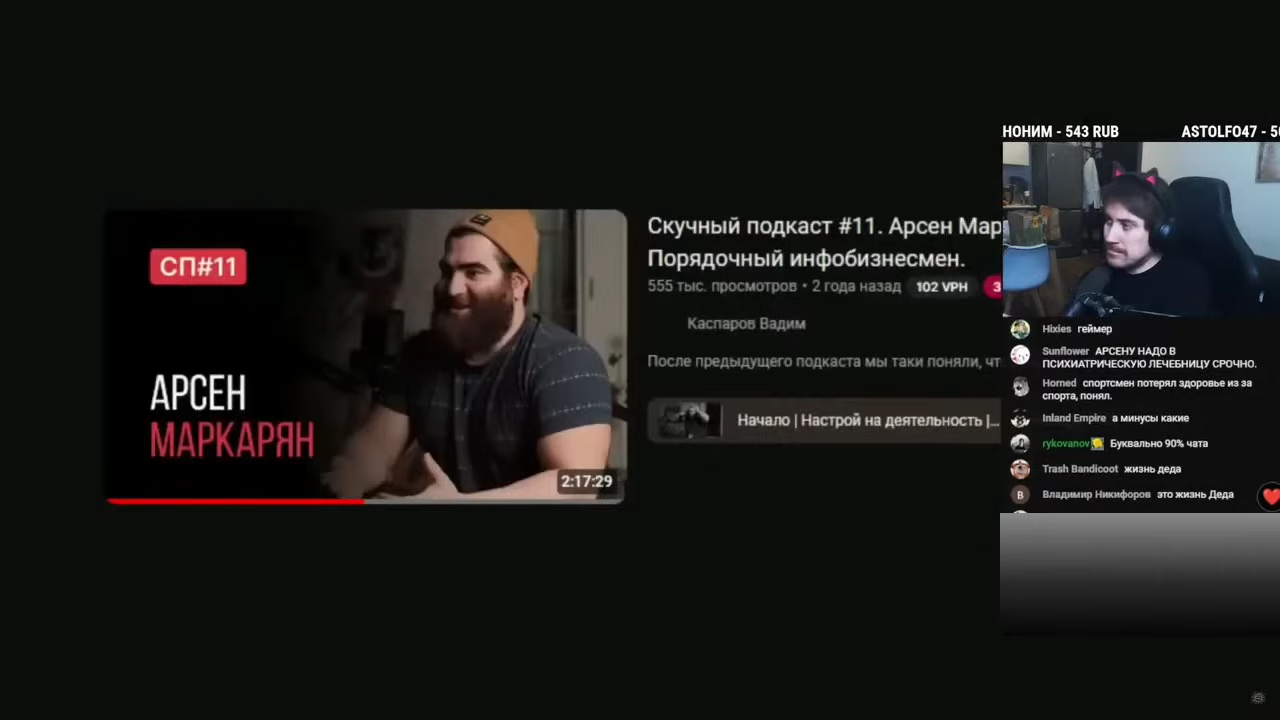 НОНИМ - 543 RUB
ASTOLFO47 - 5
СП#11
АРСЕН
МАРКАРЯН
2:17:29
Скучный подкаст #11. Арсен Мар
Порядочный инфобизнесмен.
555 тыс. просмотров • 2 года назад 102 VPH 3
Каспаров Вадим
После предыдущего подкаста мы таки поняли, чт
Начало | Настрой на деятельность |...
Hixies геймер
Sunflower АРСЕНУ НАДО В
ПСИХИАТРИЧЕСКУЮ ЛЕЧЕБНИЦУ СРОЧНО.
Horned спортсмен потерял здоровье из за
спорта, понял.
Inland Empire а минусы какие
rykovanov Буквально 90% чата
Trash Bandicoot жизнь деда
В Владимир Никифоров это жизнь Деда